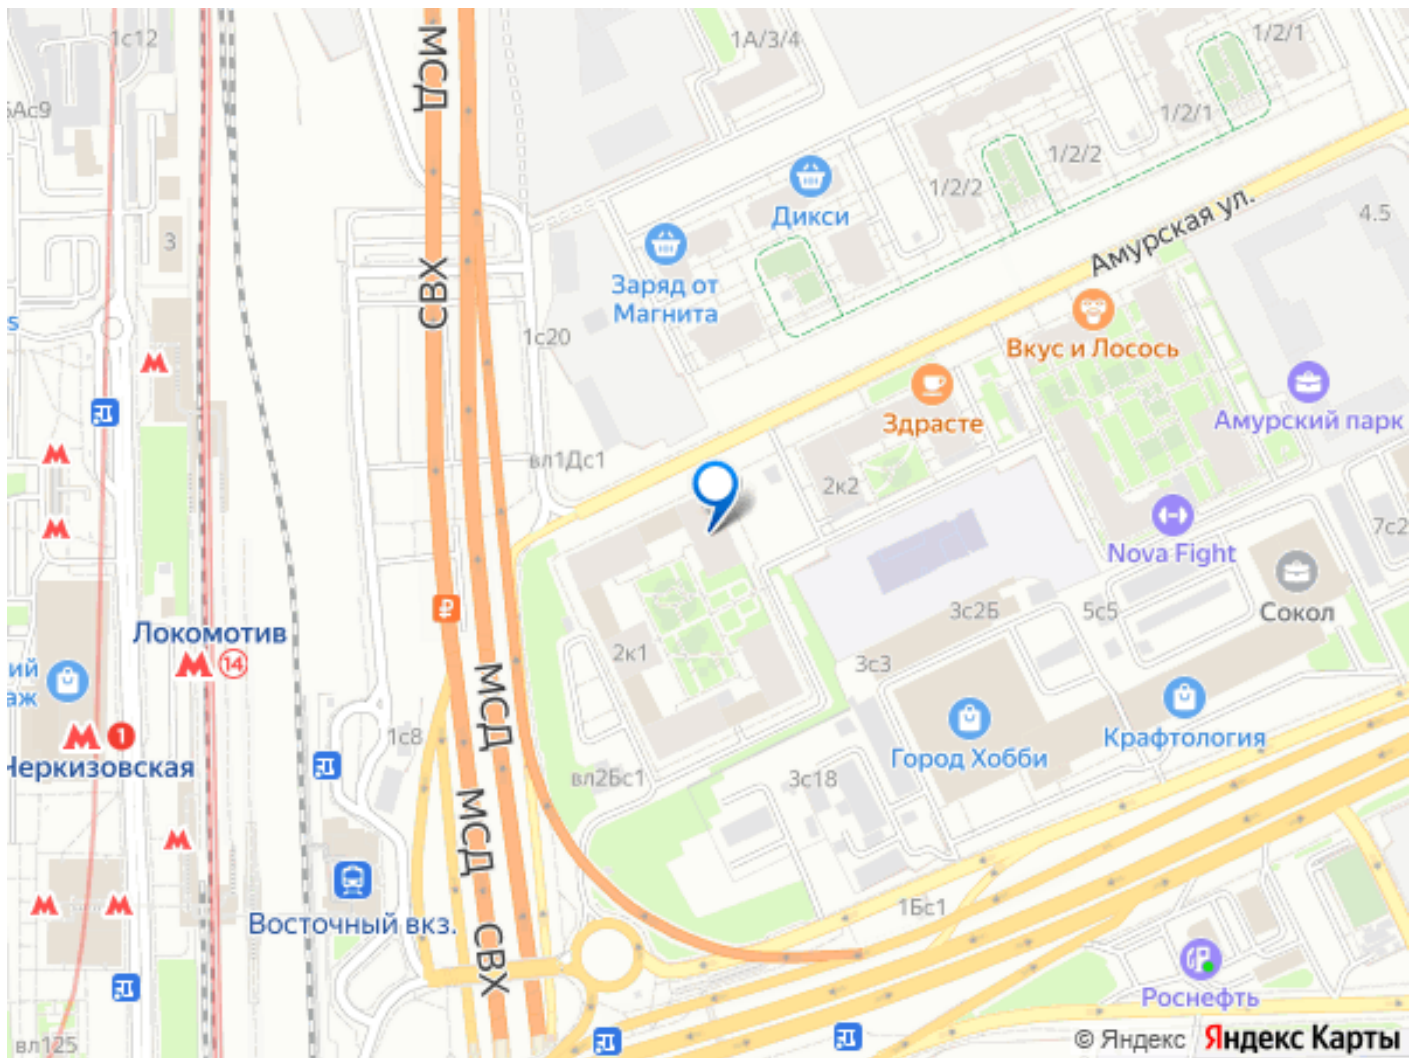 1с12
МСД
1А/3/4
1/2/1
6Ас9
1/2/1
1/2/2
1/2/2
Дикси
4.5
3
Амурская ул.
Заряд от
Магнита
СВХ
s
1с20
Вкус и Лосось
Здрасте
Амурский парк
вл1Дс1
2к2
7с2
Nova Fight
₽
3с2Б
5с5
Сокол
Локомотив
14
2к1
3с3
ий
аж
МСД
1
1с8
Город Хобби
Крафтология
Черкизовская
вл2Бс1
3с18
МСД
1Бс1
Восточный вкз.
СВХ
Роснефть
вл125
© Яндекс Яндекс Карты